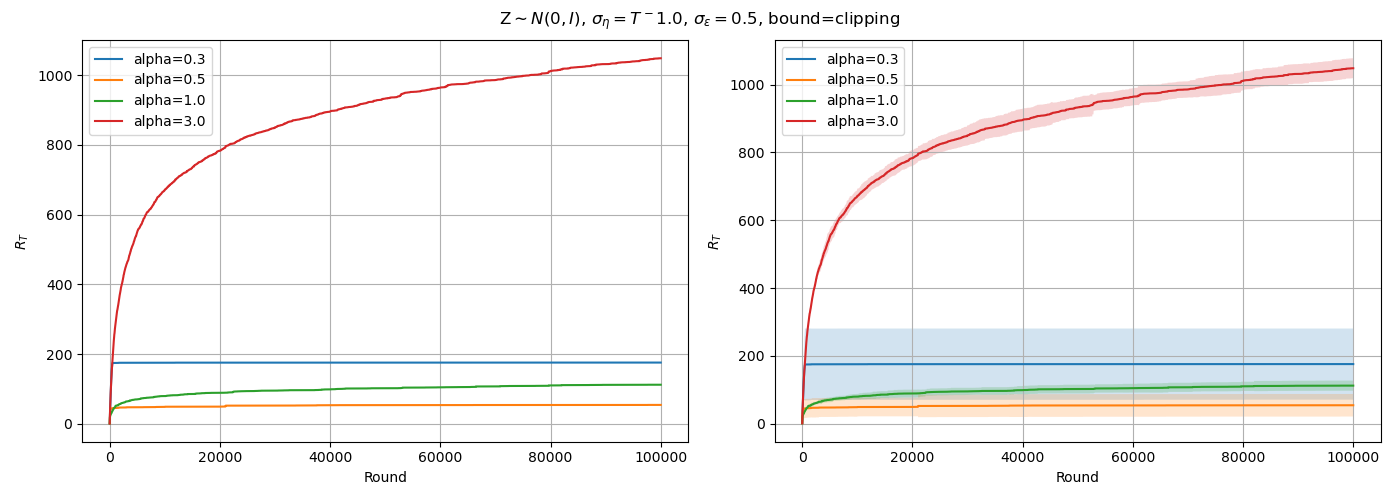 Z ~ N(0, I), σ_η = T⁻1.0, σ_ε = 0.5, bound=clipping
alpha=0.3
alpha=0.5
alpha=1.0
alpha=3.0
1000
800
600
400
200
0
R_T
0 20000 40000 60000 80000 100000
Round
alpha=0.3
alpha=0.5
alpha=1.0
alpha=3.0
1000
800
600
400
200
0
R_T
0 20000 40000 60000 80000 100000
Round